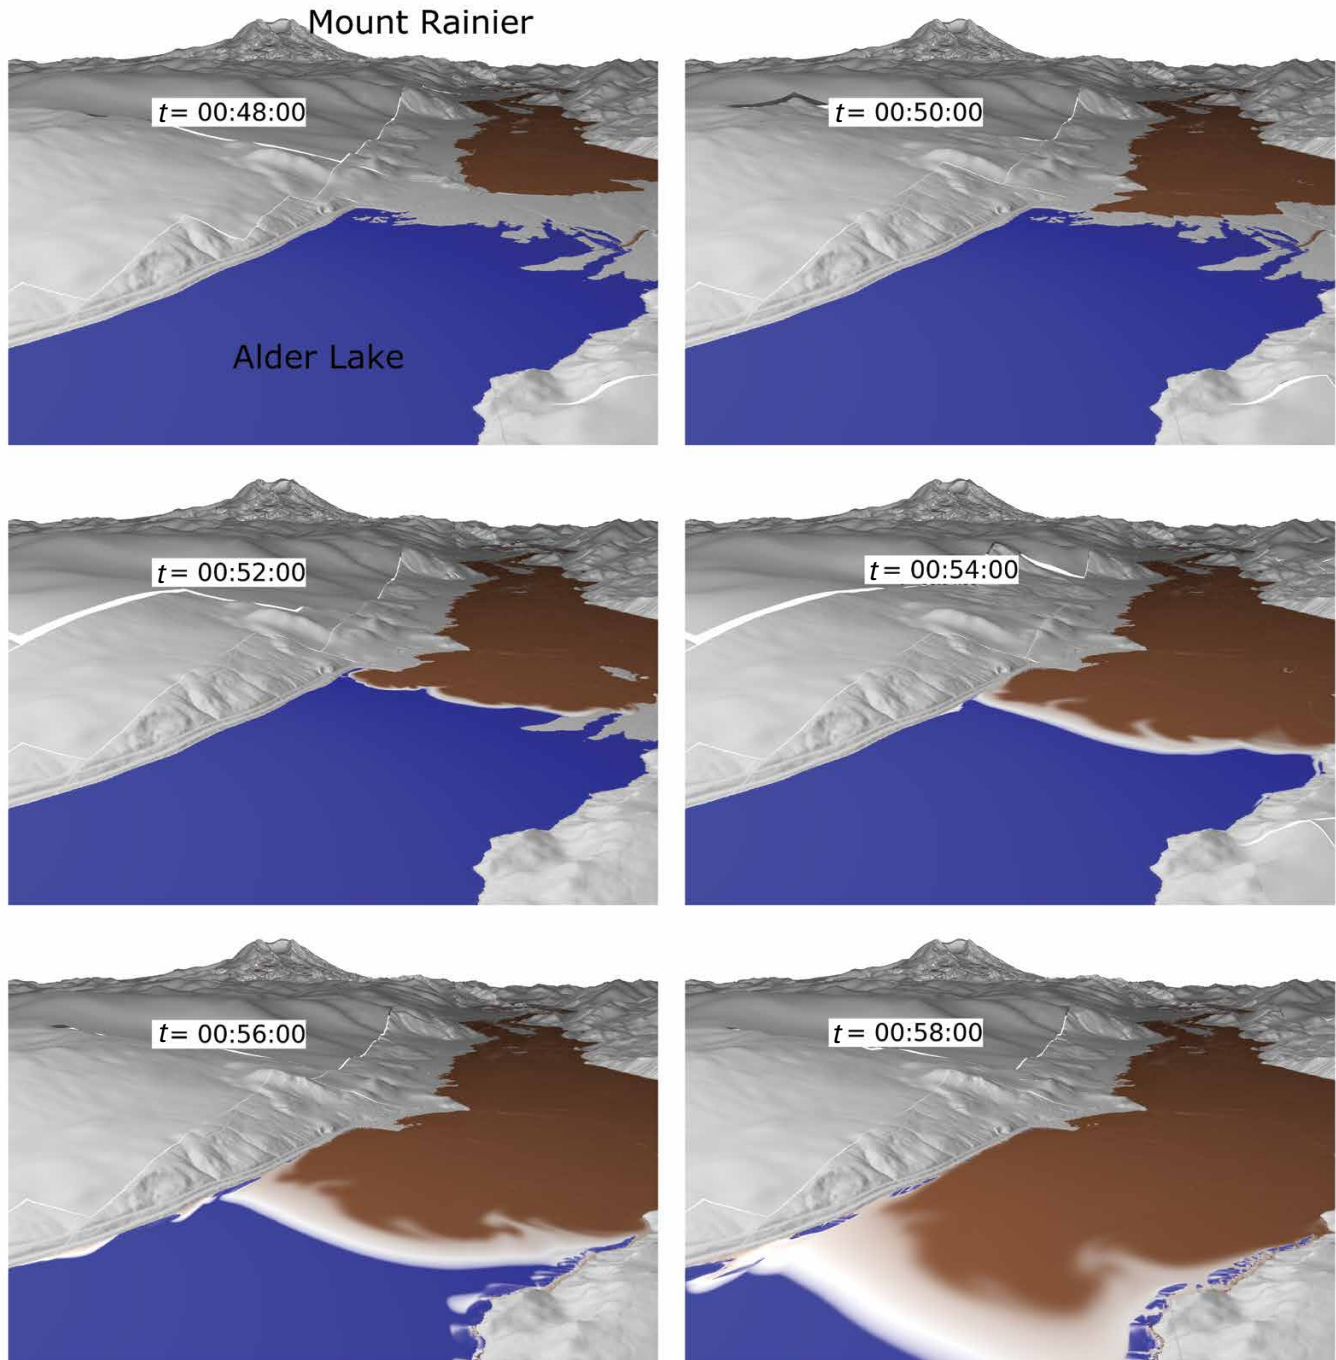 Mount Rainier
t = 00:48:00
t = 00:50:00
Alder Lake
t = 00:52:00
t = 00:54:00
t = 00:56:00
t = 00:58:00